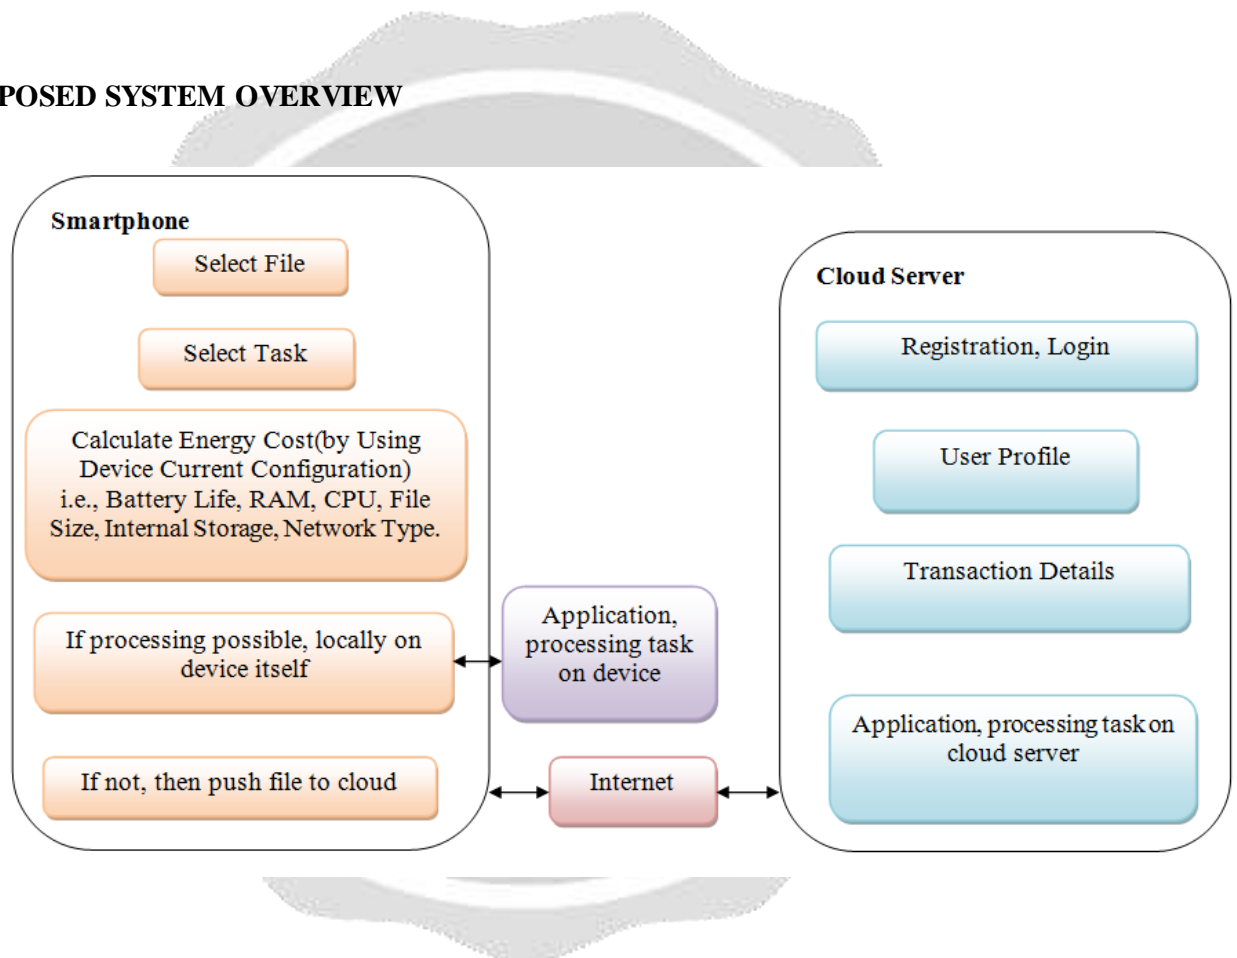 POSED SYSTEM OVERVIEW
Smartphone
Select File
Select Task
Calculate Energy Cost(by Using
Device Current Configuration)
i.e., Battery Life, RAM, CPU, File
Size, Internal Storage, Network Type.
If processing possible, locally on
device itself
If not, then push file to cloud
Application,
processing task
on device
Internet
Cloud Server
Registration, Login
User Profile
Transaction Details
Application, processing task on
cloud server